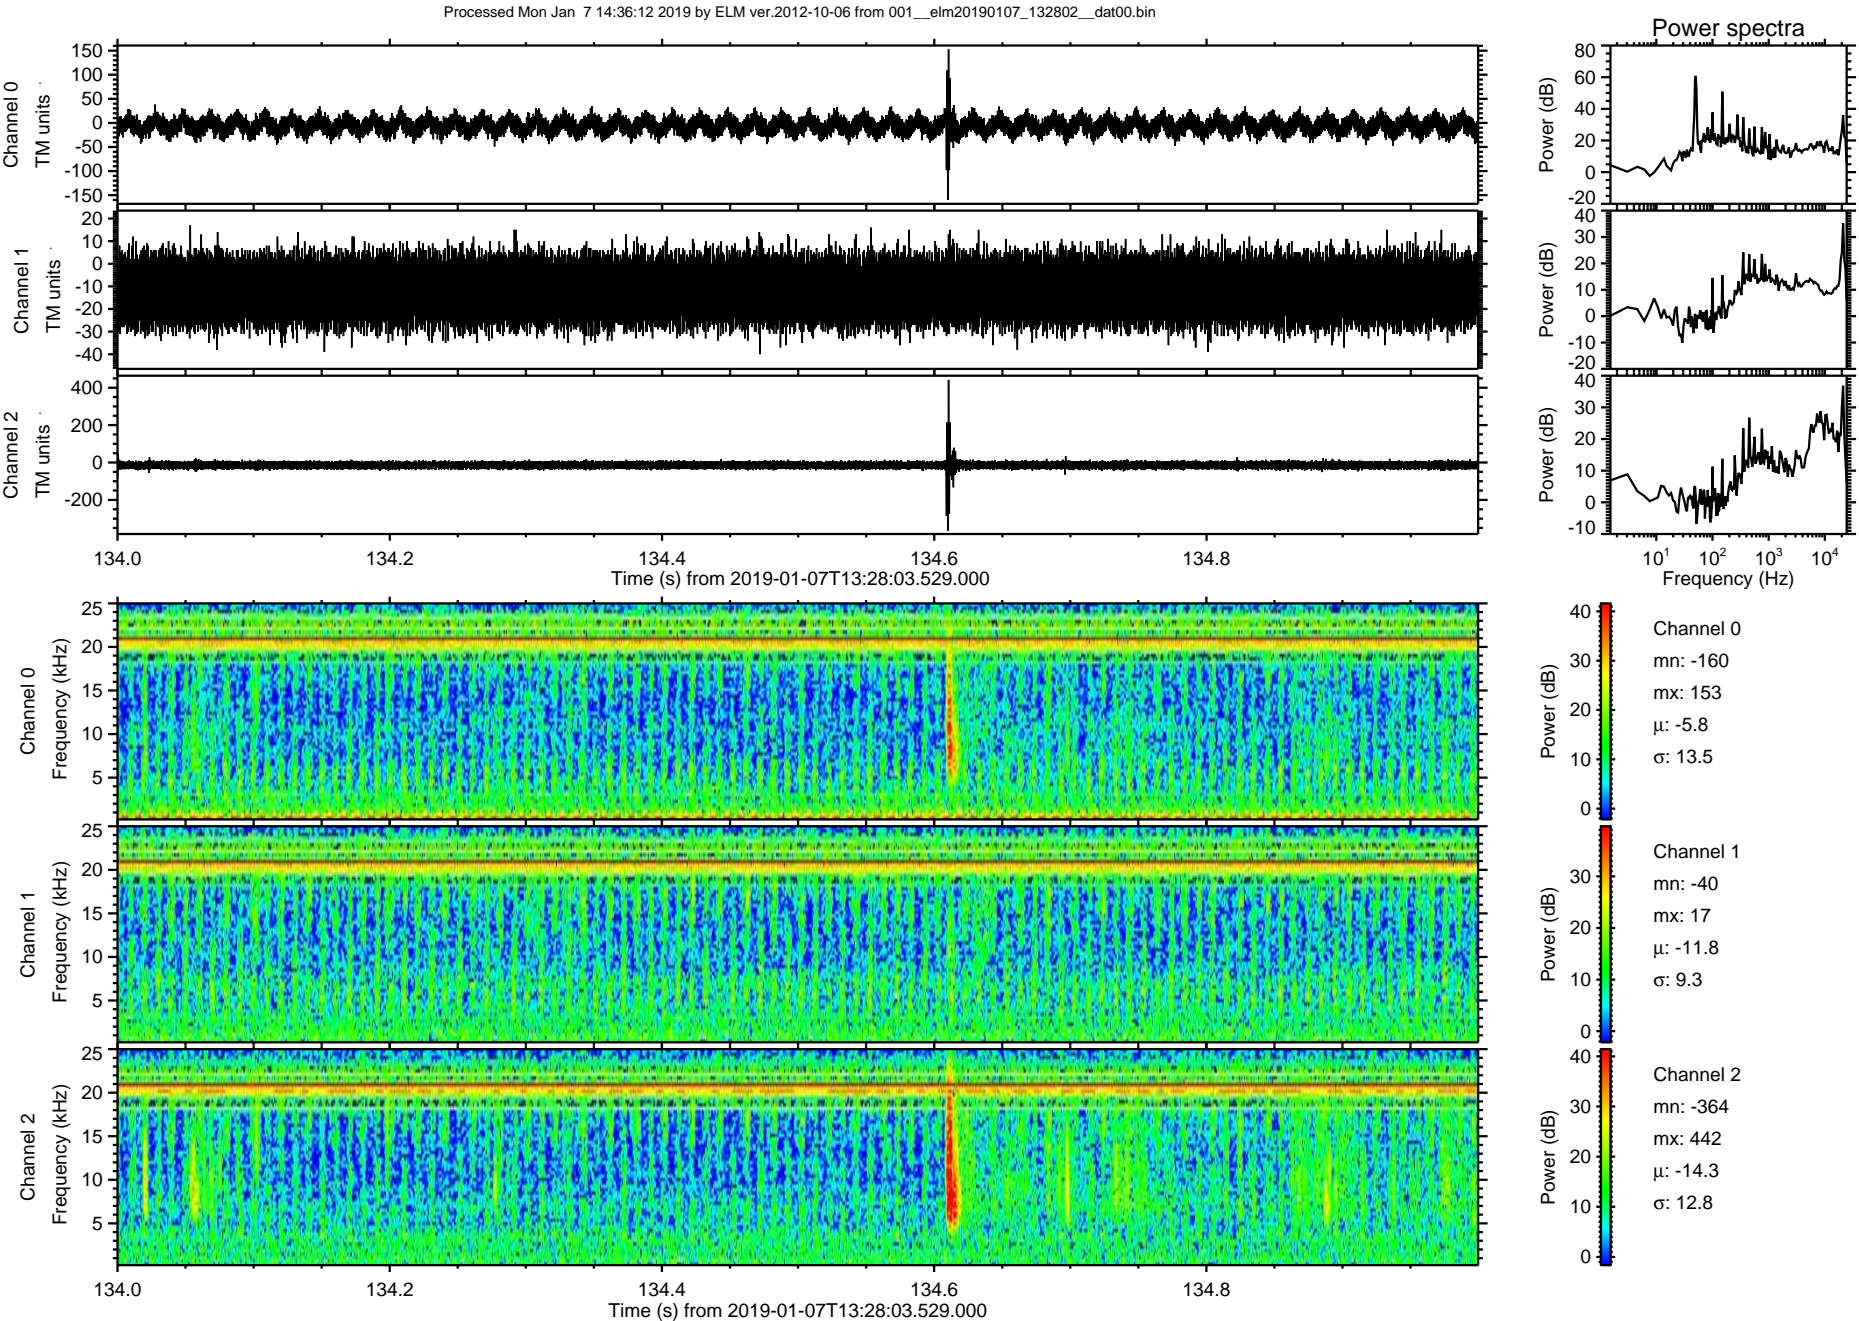 Processed Mon Jan 7 14:36:12 2019 by ELM ver.2012-10-06 from 001__elm20190107_132802__dat00.bin
Power spectra
Channel 0
TM units
150
100
50
0
-50
-100
-150
Power (dB)
80
60
40
20
0
-20
Channel 1
TM units
20
10
0
-10
-20
-30
-40
Power (dB)
40
30
20
10
0
-10
-20
Channel 2
TM units
400
200
0
-200
Power (dB)
40
30
20
10
0
-10
134.0 134.2 134.4 134.6 134.8
Time (s) from 2019-01-07T13:28:03.529.000
10¹ 10² 10³ 10⁴
Frequency (Hz)
Channel 0
Frequency (kHz)
25
20
15
10
5
Power (dB)
40
30
20
10
0
Channel 0
mn: -160
mx: 153
μ: -5.8
σ: 13.5
Channel 1
Frequency (kHz)
25
20
15
10
5
Power (dB)
30
20
10
0
Channel 1
mn: -40
mx: 17
μ: -11.8
σ: 9.3
Channel 2
Frequency (kHz)
25
20
15
10
5
Power (dB)
40
30
20
10
0
Channel 2
mn: -364
mx: 442
μ: -14.3
σ: 12.8
134.0 134.2 134.4 134.6 134.8
Time (s) from 2019-01-07T13:28:03.529.000